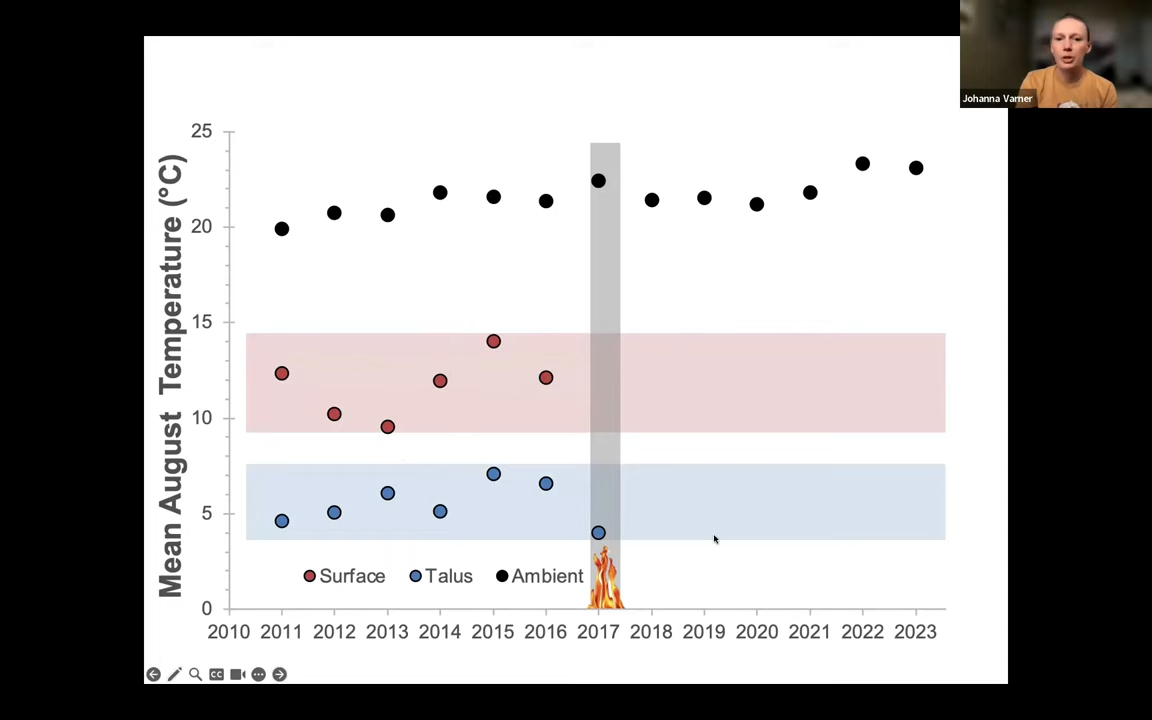 Johanna Varner
Mean August Temperature (°C)
25
20
15
10
5
0
Surface Talus Ambient
2010 2011 2012 2013 2014 2015 2016 2017 2018 2019 2020 2021 2022 2023
CC